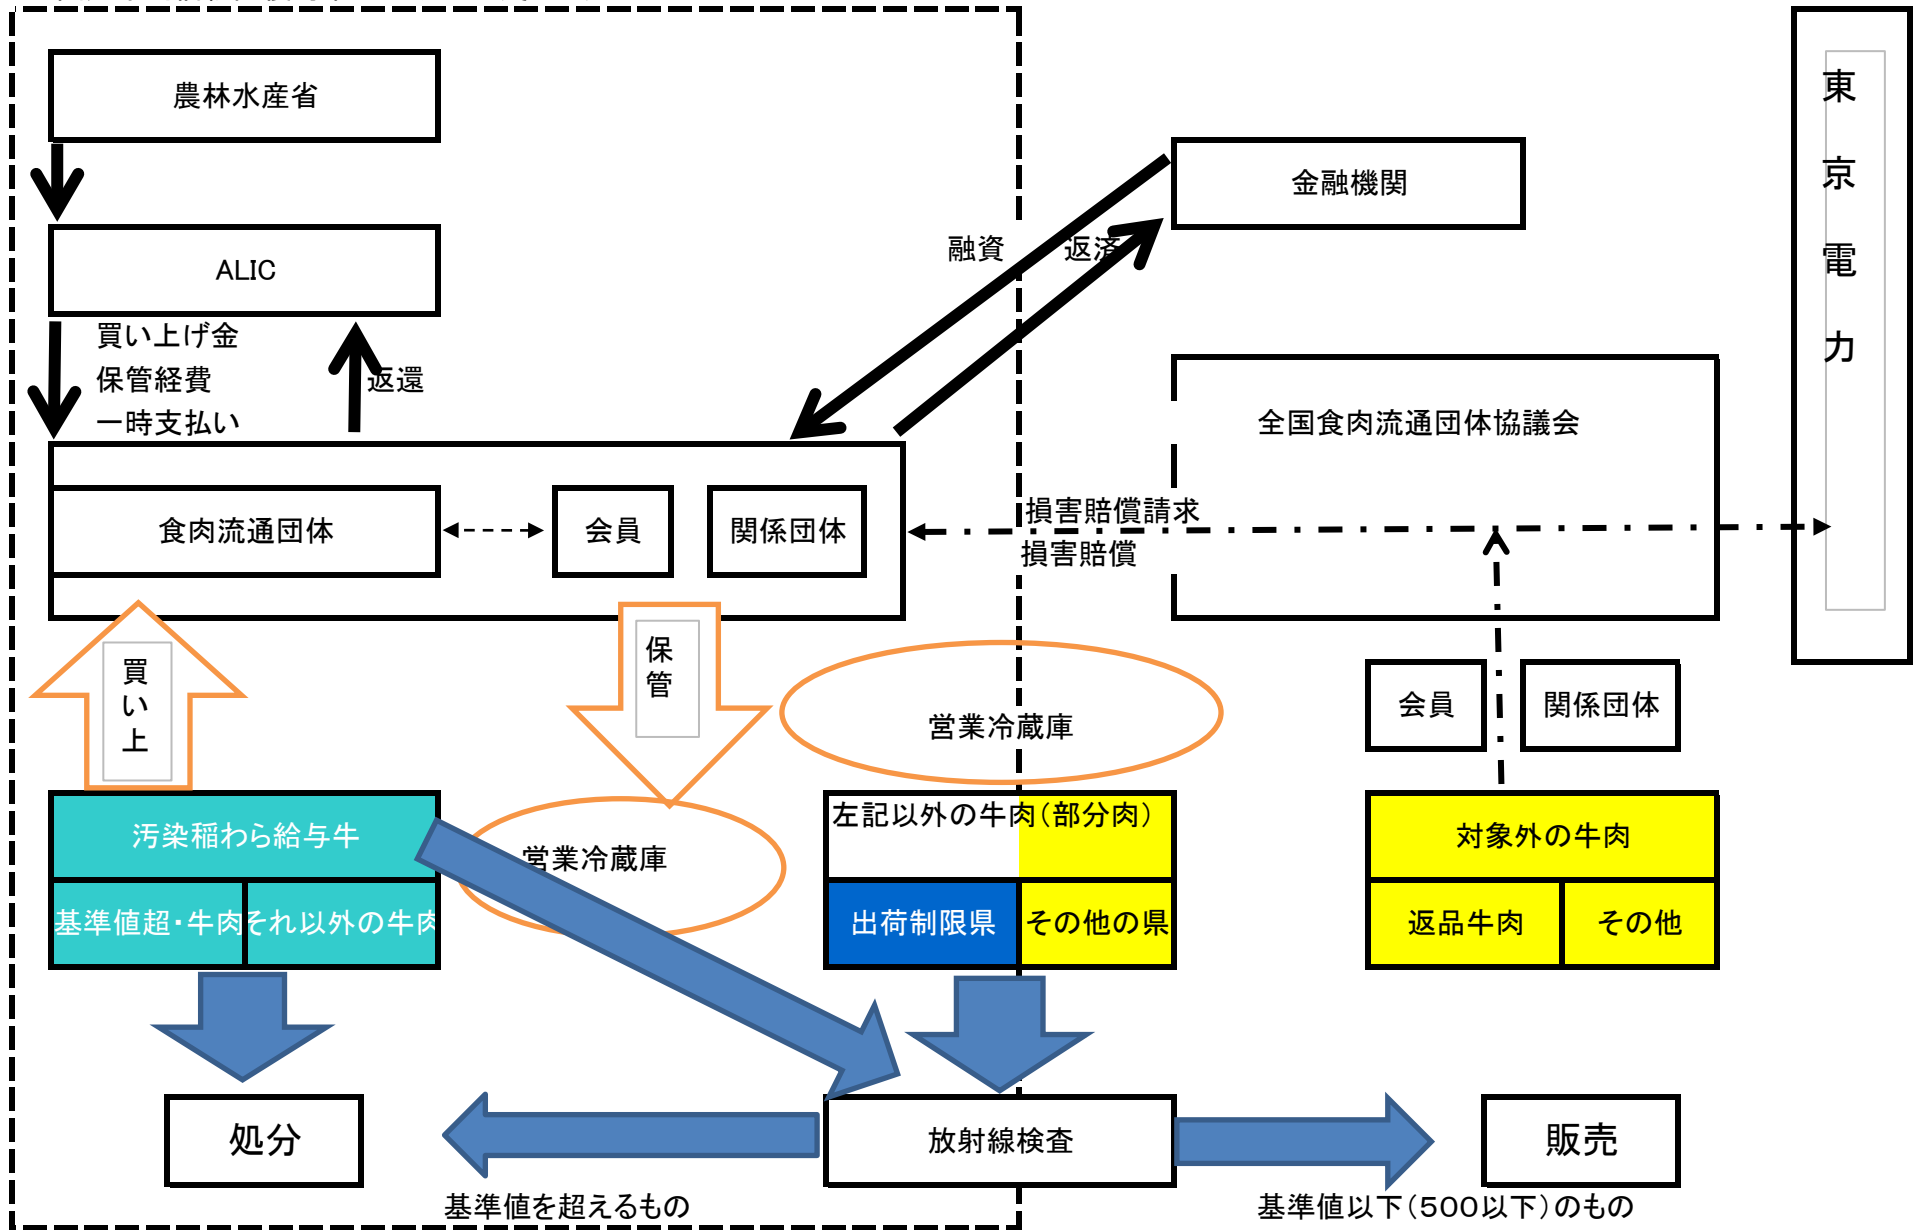 農林水産省
東京電力
金融機関
融資
返済
ALIC
買い上げ金
保管経費
一時支払い
返還
全国食肉流通団体協議会
食肉流通団体
会員
関係団体
損害賠償請求
損害賠償
買い上
保管
営業冷蔵庫
会員
関係団体
汚染稲わら給与牛
基準値超・牛肉
それ以外の牛肉
営業冷蔵庫
左記以外の牛肉(部分肉)
出荷制限県
その他の県
対象外の牛肉
返品牛肉
その他
処分
放射線検査
販売
基準値を超えるもの
基準値以下(500以下)のもの